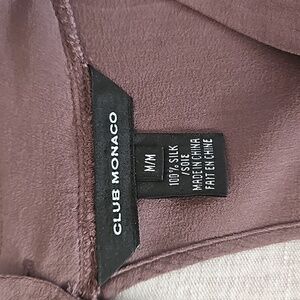 CLUB MONACO
M/M
100% SILK
/SOIE
MADE IN CHINA
FAIT EN CHINE